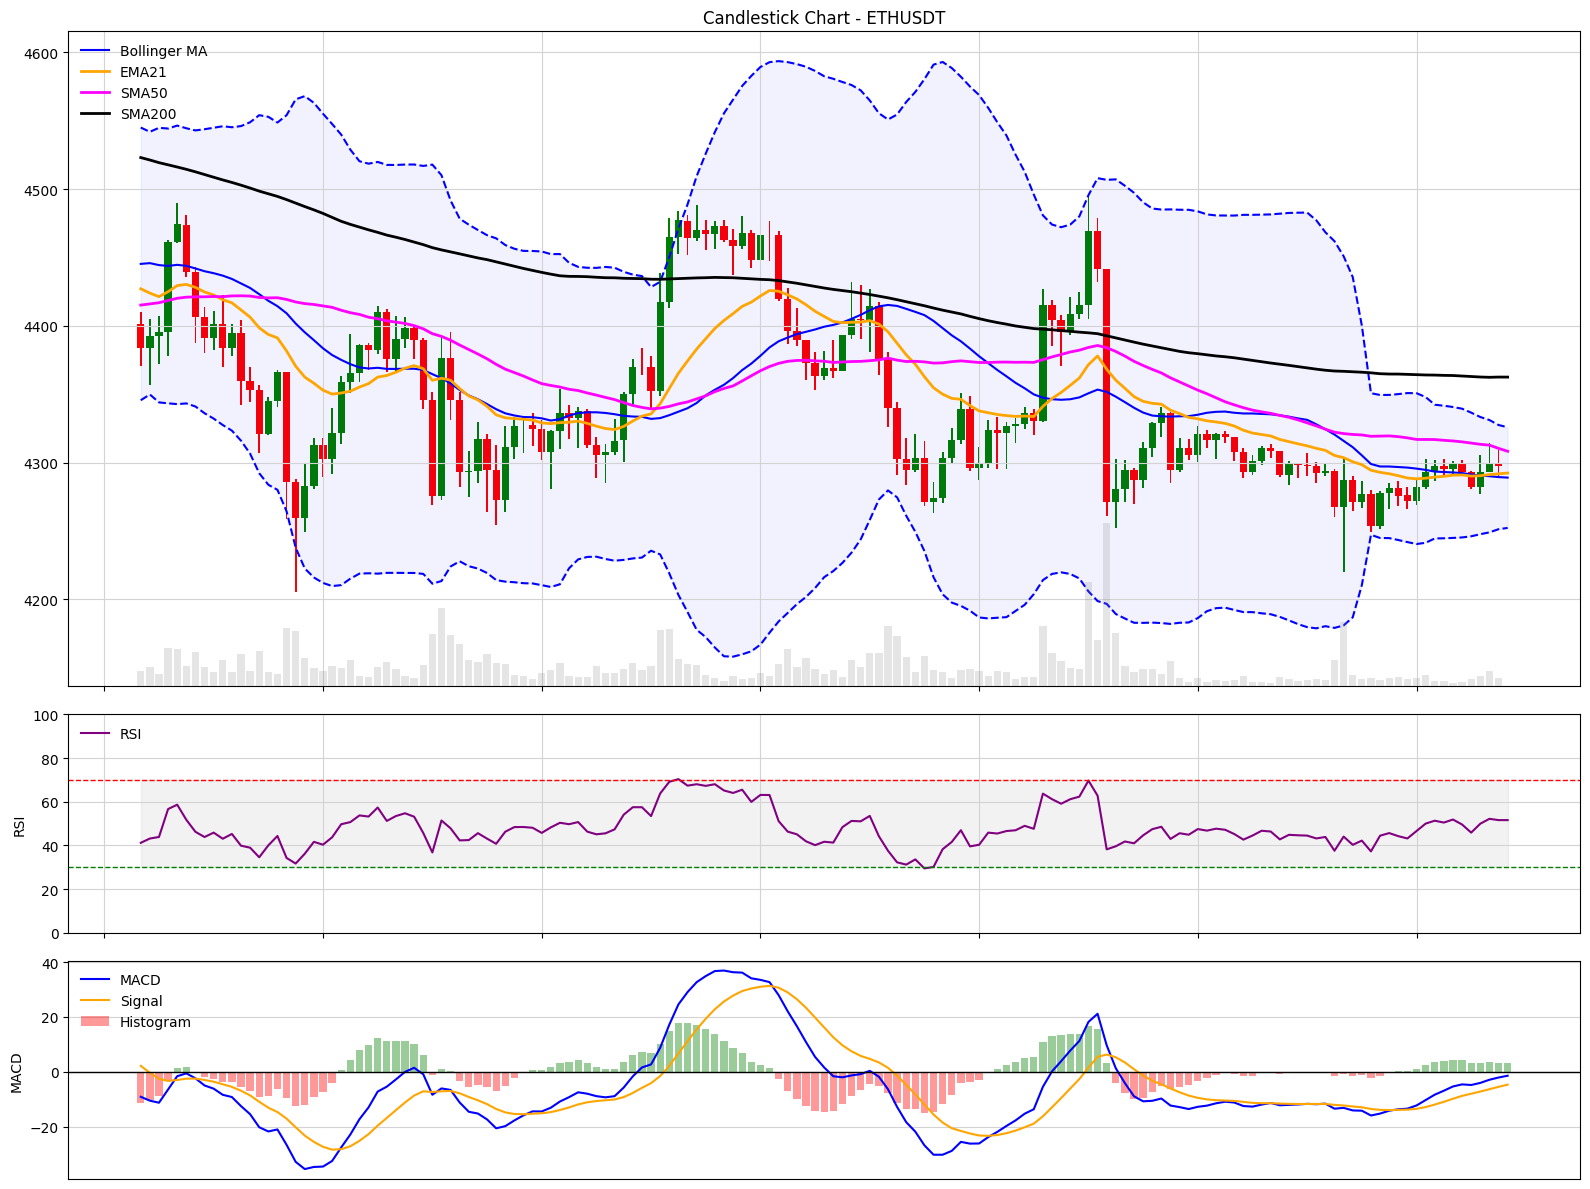 Candlestick Chart - ETHUSDT
Bollinger MA
EMA21
SMA50
SMA200
4600
4500
4400
4300
4200
RSI
RSI
100
80
60
40
20
0
MACD
Signal
Histogram
MACD
40
20
0
−20